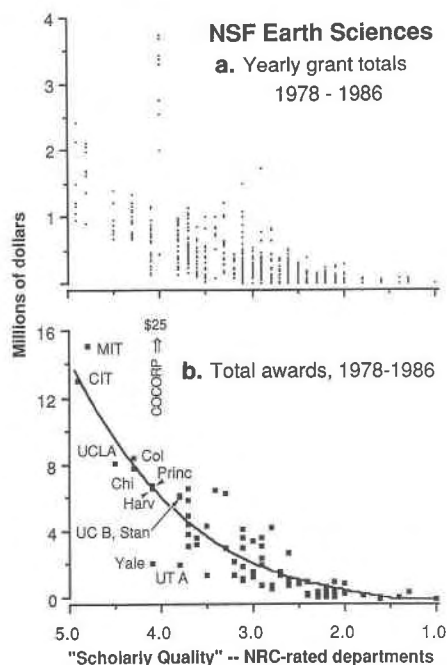 NSF Earth Sciences
a. Yearly grant totals
1978 - 1986
4
3
2
1
Millions of dollars
$25
⇑
COCORP
b. Total awards, 1978-1986
16
12
8
4
0
MIT
CIT
UCLA
Col
Chi
Princ
Harv
UC B, Stan
Yale
UT A
5.0 4.0 3.0 2.0 1.0
"Scholarly Quality" -- NRC-rated departments